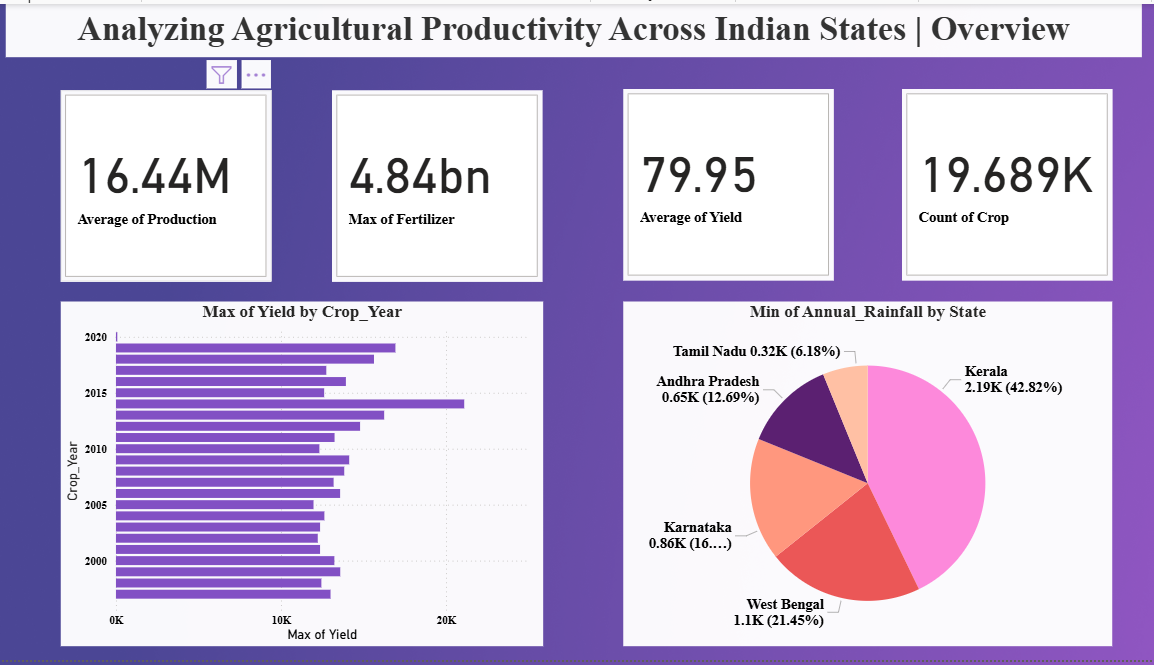 Analyzing Agricultural Productivity Across Indian States | Overview
16.44M
Average of Production
4.84bn
Max of Fertilizer
79.95
Average of Yield
19.689K
Count of Crop
Max of Yield by Crop_Year
Crop_Year
2020
2015
2010
2005
2000
0K
10K
20K
Max of Yield
Min of Annual_Rainfall by State
Tamil Nadu 0.32K (6.18%)
Kerala
2.19K (42.82%)
Andhra Pradesh
0.65K (12.69%)
Karnataka
0.86K (16....)
West Bengal
1.1K (21.45%)